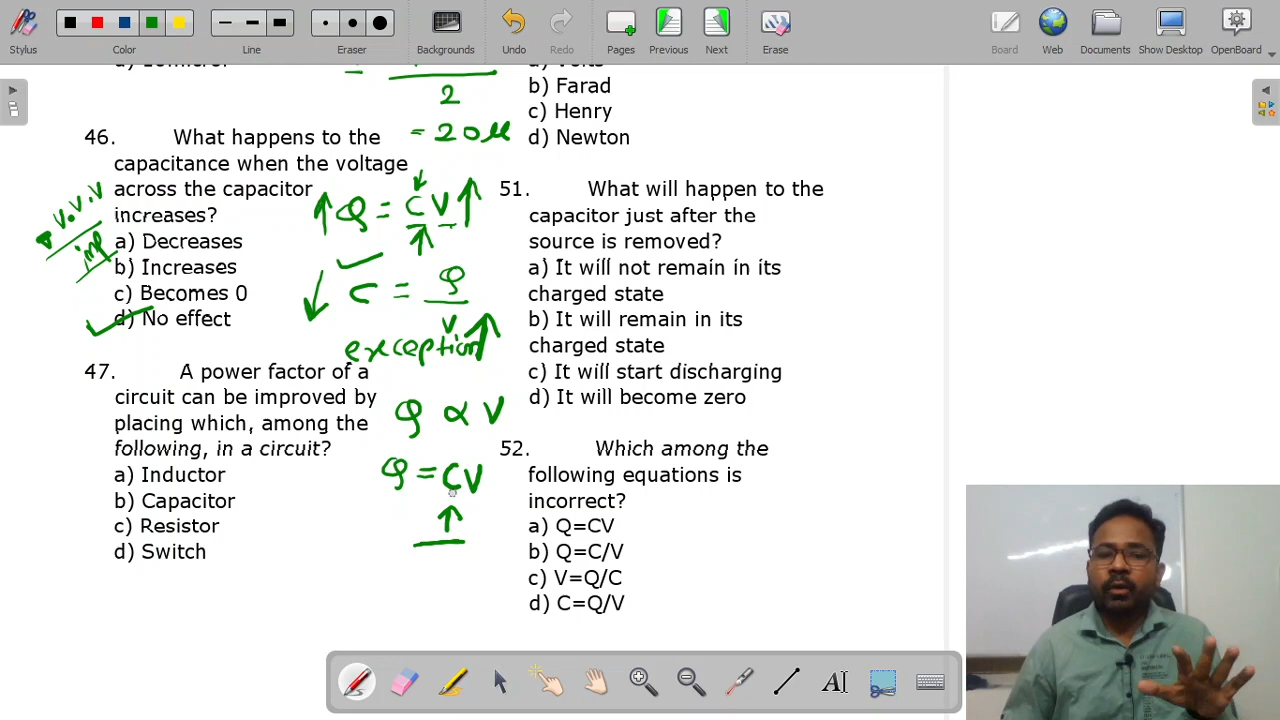 Stylus
Color
Line
Eraser
Backgrounds
Undo
Redo
Pages
Previous
Next
Erase
Board
Web
Documents
Show Desktop
OpenBoard
2
= 20μ
b) Farad
c) Henry
d) Newton
46. What happens to the
capacitance when the voltage
across the capacitor
increases?
a) Decreases
b) Increases
c) Becomes 0
d) No effect
V.V.V
imp
↑Q = CV↑
C = Q/V
exception
47. A power factor of a
circuit can be improved by
placing which, among the
following, in a circuit?
a) Inductor
b) Capacitor
c) Resistor
d) Switch
Q ∝ V
Q = CV
51. What will happen to the
capacitor just after the
source is removed?
a) It will not remain in its
charged state
b) It will remain in its
charged state
c) It will start discharging
d) It will become zero
52. Which among the
following equations is
incorrect?
a) Q=CV
b) Q=C/V
c) V=Q/C
d) C=Q/V